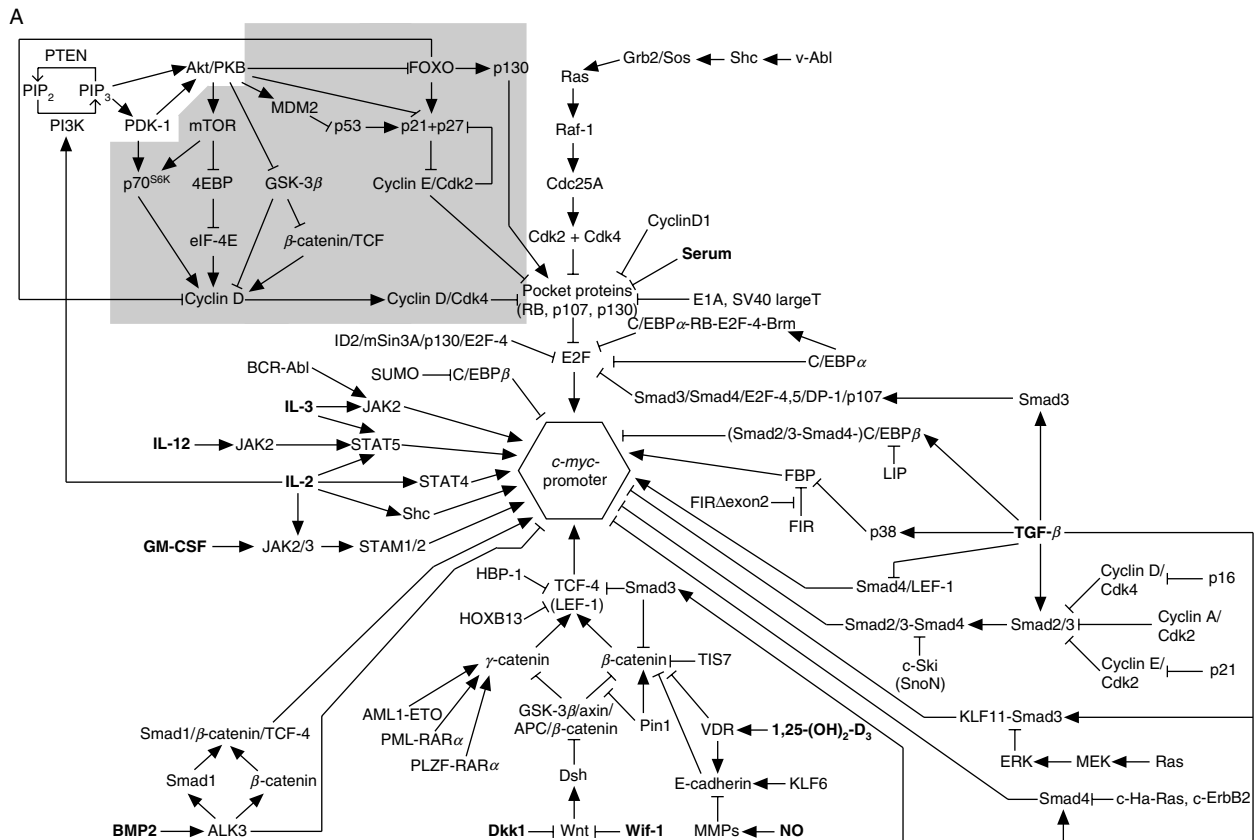 A
PTEN
PIP2
PIP3
PI3K
Akt/PKB
FOXO
p130
MDM2
PDK-1
mTOR
p53
p21+p27
p70S6K
4EBP
GSK-3β
Cyclin E/Cdk2
eIF-4E
β-catenin/TCF
Cyclin D
Cyclin D/Cdk4
Grb2/Sos
Shc
v-Abl
Ras
Raf-1
Cdc25A
Cdk2 + Cdk4
CyclinD1
Serum
Pocket proteins
(RB, p107, p130)
E1A, SV40 largeT
C/EBPα-RB-E2F-4-Brm
ID2/mSin3A/p130/E2F-4
E2F
C/EBPα
BCR-Abl
SUMO
C/EBPβ
Smad3/Smad4/E2F-4,5/DP-1/p107
Smad3
IL-3
JAK2
IL-12
JAK2
STAT5
(Smad2/3-Smad4-)C/EBPβ
LIP
c-myc-
promoter
IL-2
STAT4
FBP
FIRΔexon2
FIR
Shc
p38
TGF-β
GM-CSF
JAK2/3
STAM1/2
Smad4/LEF-1
HBP-1
TCF-4
(LEF-1)
Smad3
HOXB13
Cyclin D/
Cdk4
p16
Smad2/3-Smad4
Smad2/3
Cyclin A/
Cdk2
c-Ski
(SnoN)
Cyclin E/
Cdk2
p21
γ-catenin
β-catenin
TIS7
AML1-ETO
PML-RARα
PLZF-RARα
GSK-3β/axin/
APC/β-catenin
Pin1
VDR
1,25-(OH)2-D3
KLF11-Smad3
Smad1/β-catenin/TCF-4
Smad1
β-catenin
Dsh
E-cadherin
KLF6
ERK
MEK
Ras
Smad4
c-Ha-Ras, c-ErbB2
BMP2
ALK3
Dkk1
Wnt
Wif-1
MMPs
NO